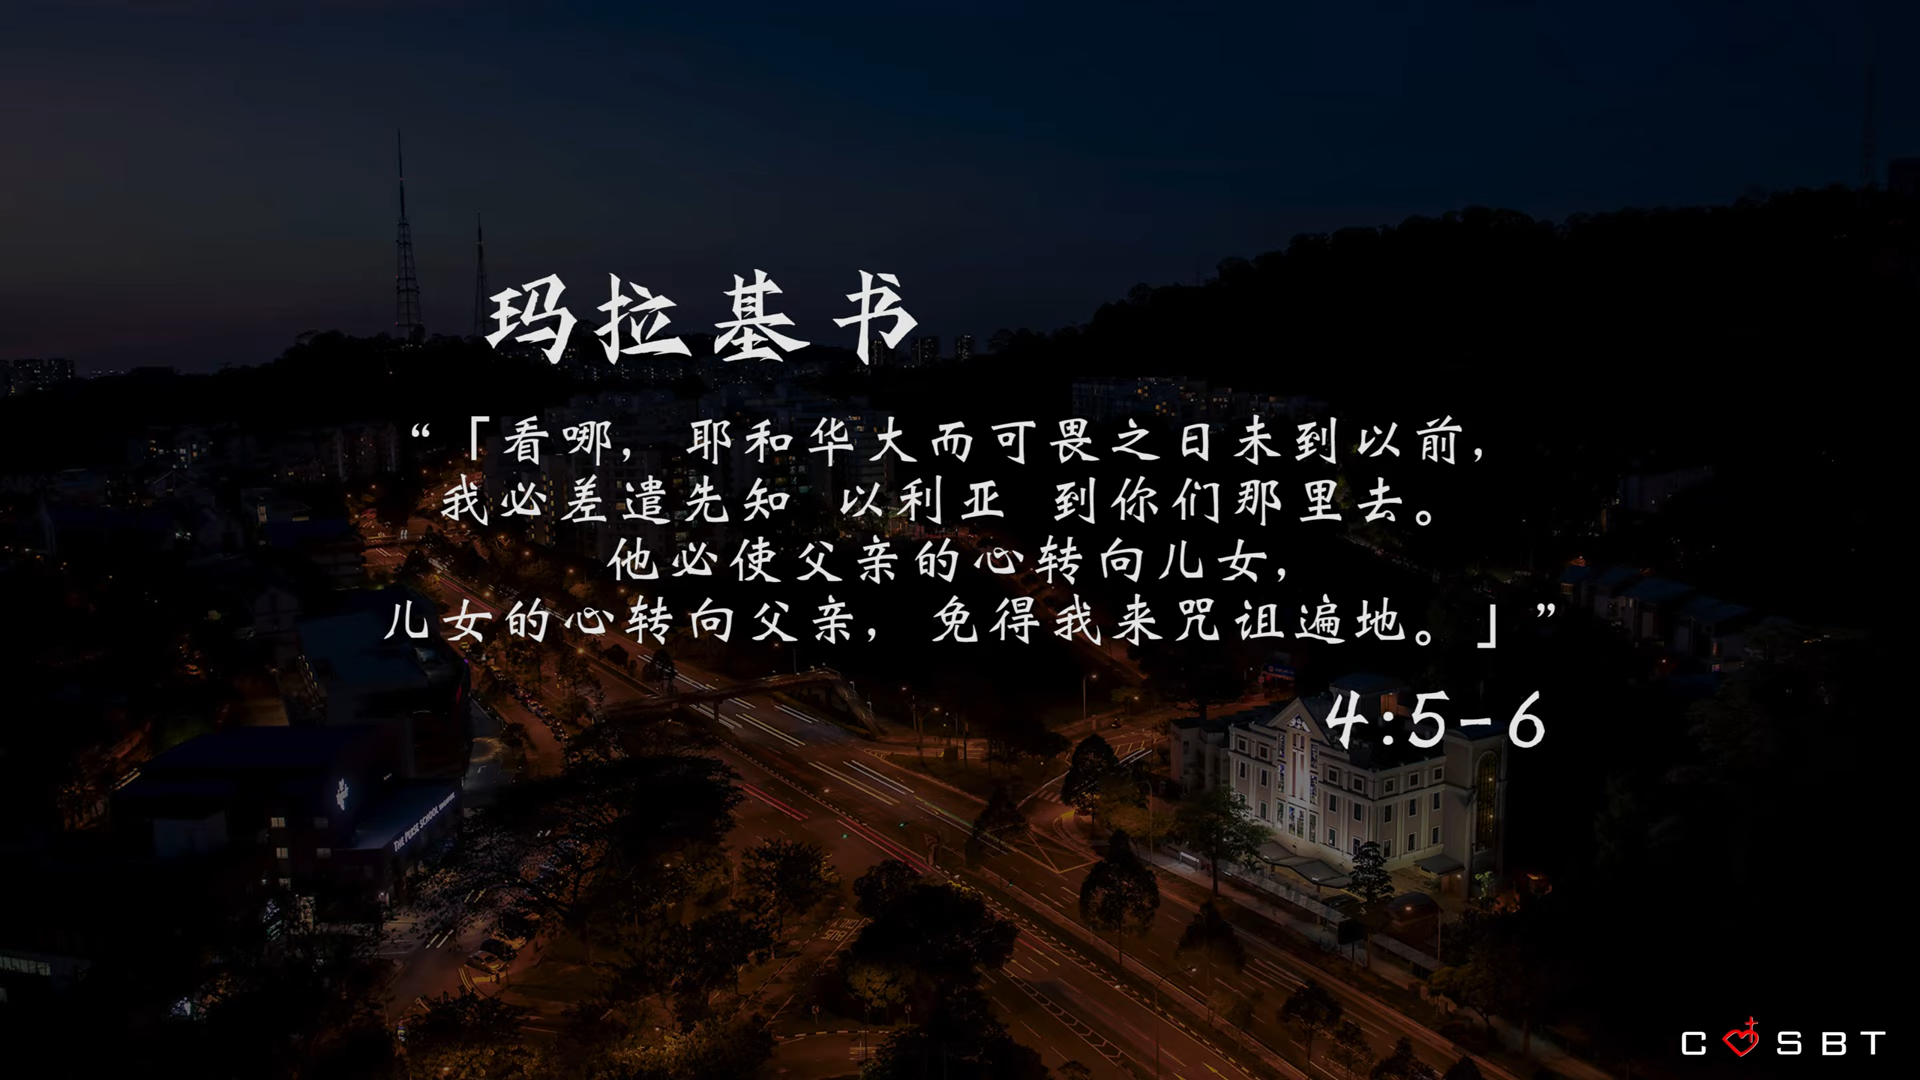 玛拉基书
“「看哪，耶和华大而可畏之日未到以前，
我必差遣先知 以利亚 到你们那里去。
他必使父亲的心转向儿女，
儿女的心转向父亲，免得我来咒诅遍地。」”
4:5-6
THE PERSE SCHOOL
C SBT